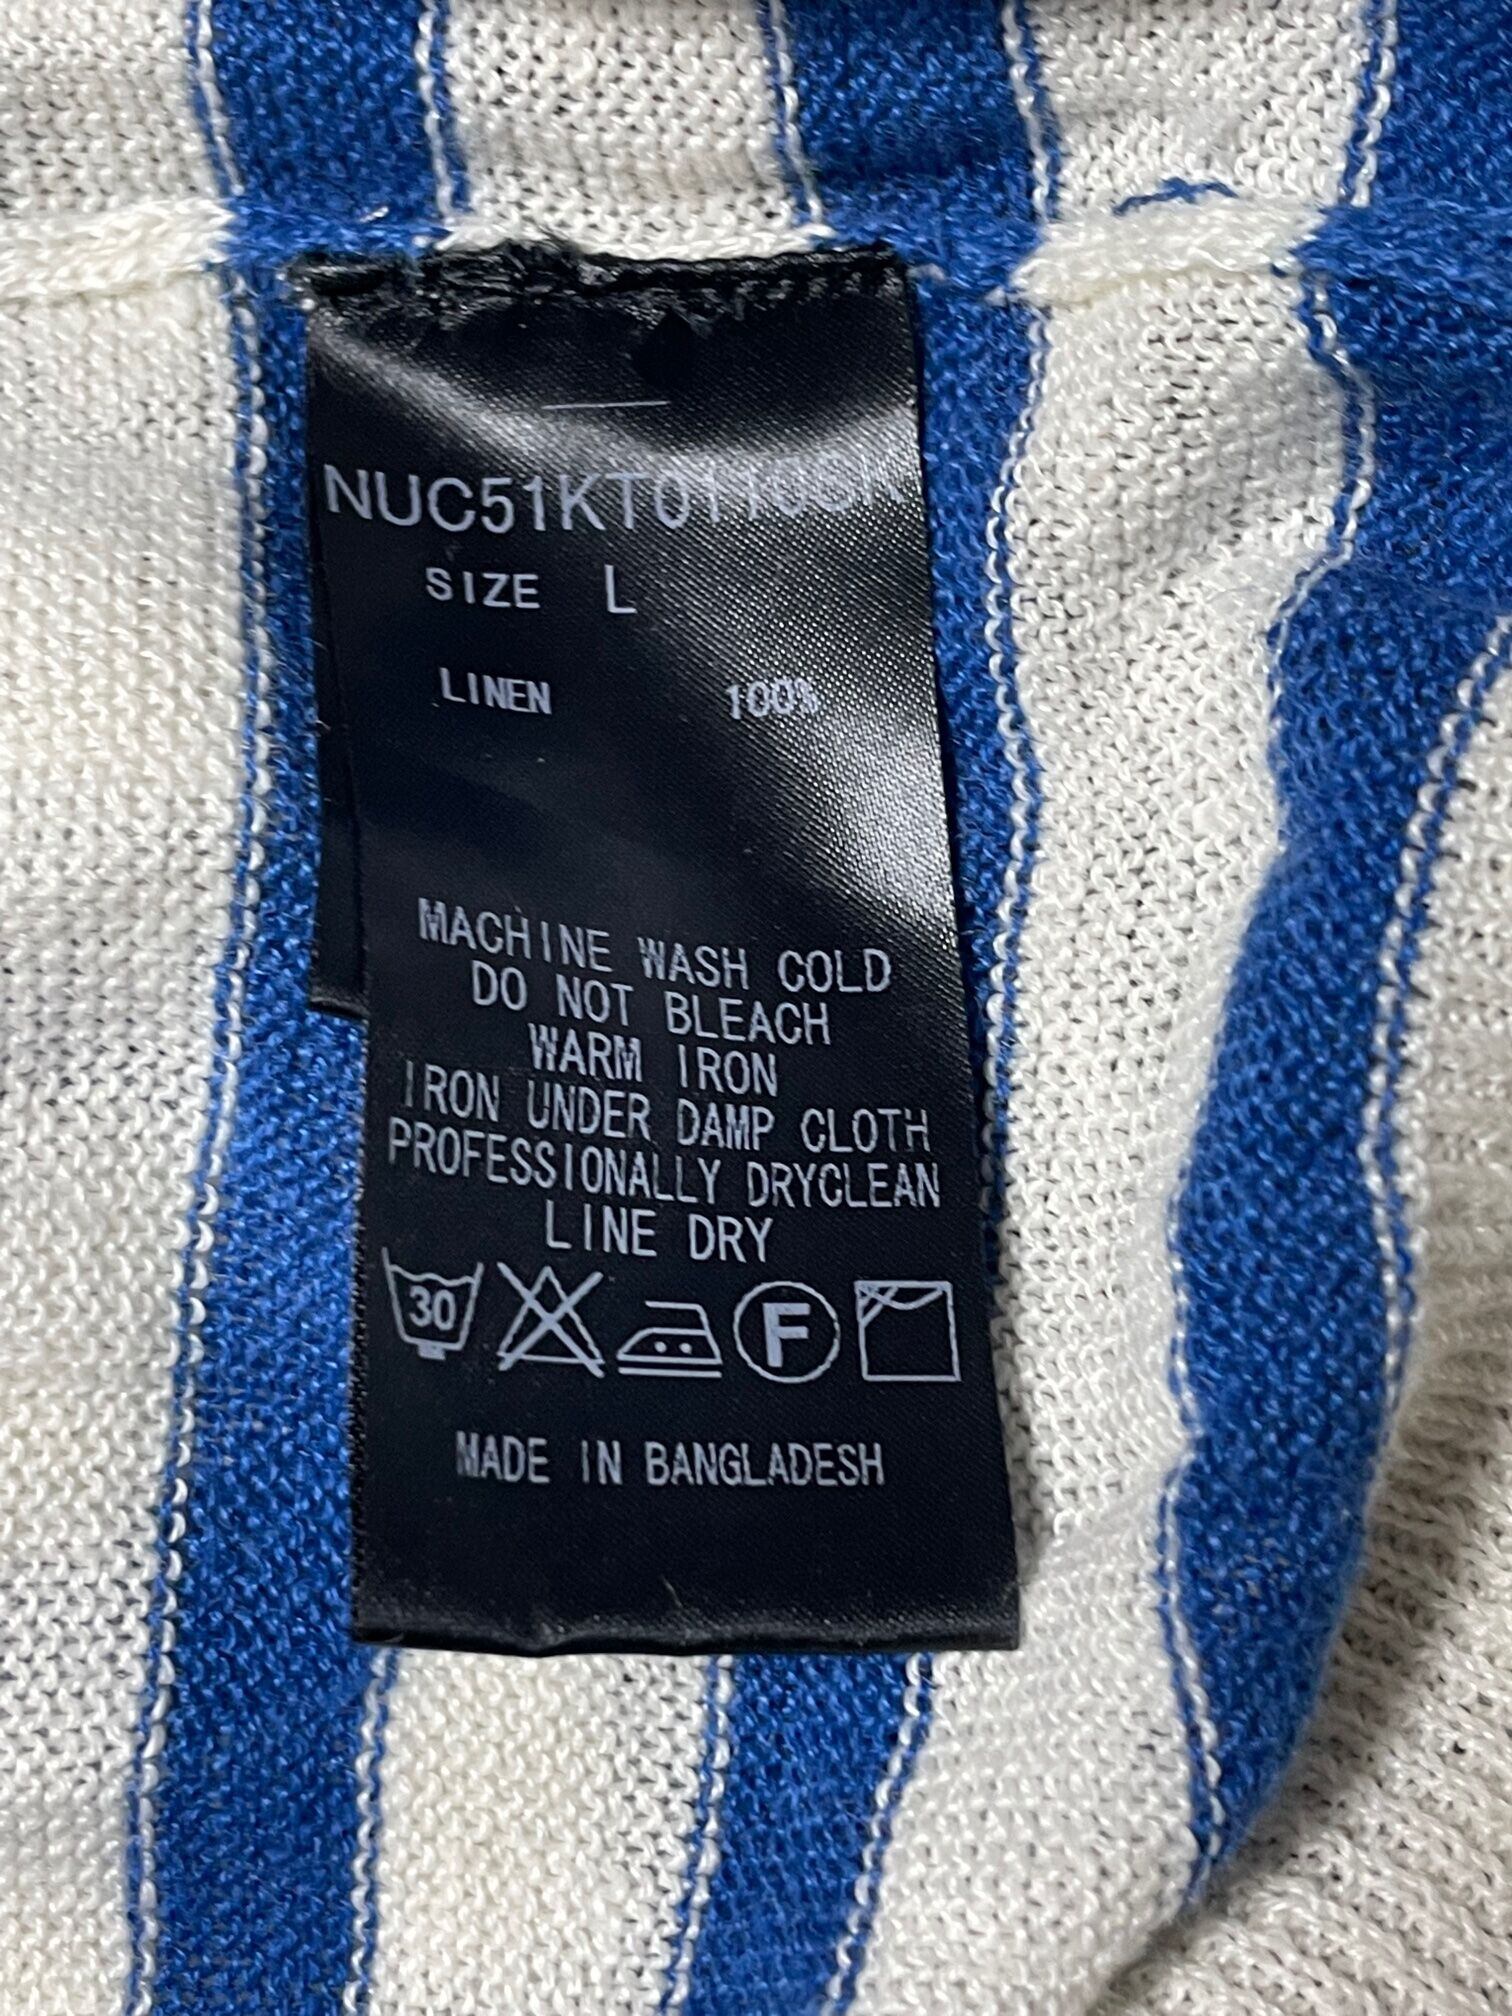 SIZE L
LINEN 100%
MACHINE WASH COLD
DO NOT BLEACH
WARM IRON
IRON UNDER DAMP CLOTH
PROFESSIONALLY DRYCLEAN
LINE DRY
30 F
MADE IN BANGLADESH